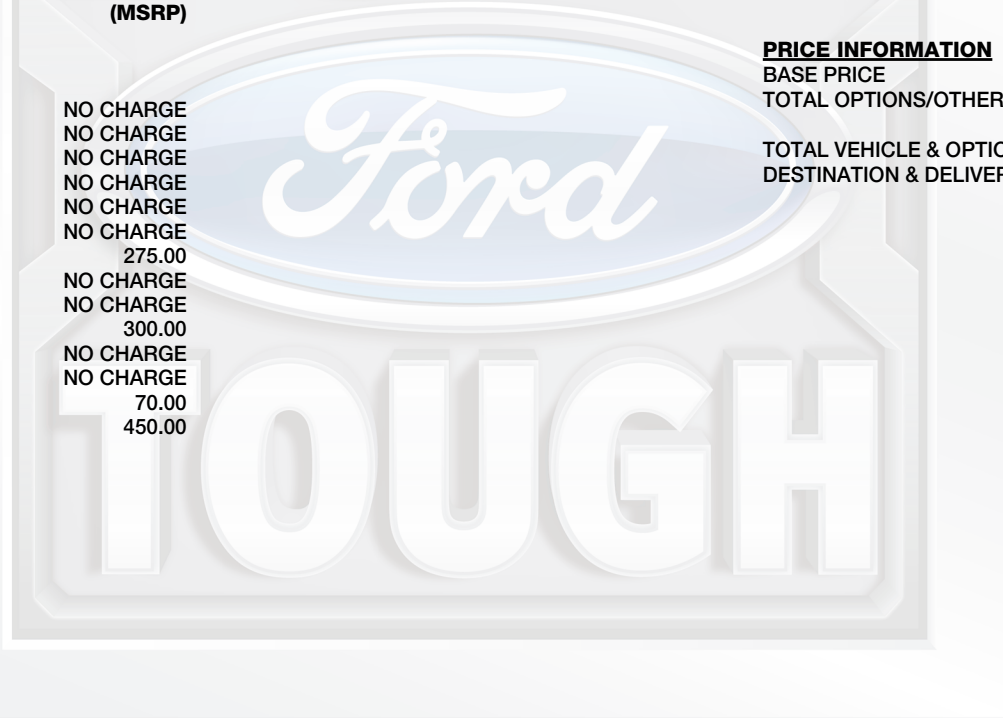 (MSRP)
NO CHARGE
NO CHARGE
NO CHARGE
NO CHARGE
NO CHARGE
NO CHARGE
275.00
NO CHARGE
NO CHARGE
300.00
NO CHARGE
NO CHARGE
70.00
450.00
PRICE INFORMATION
BASE PRICE
TOTAL OPTIONS/OTHER
TOTAL VEHICLE & OPTIO
DESTINATION & DELIVER
Ford
TOUGH